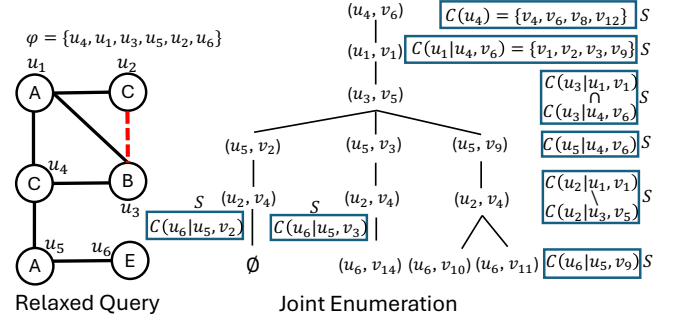 φ = {u₄, u₁, u₃, u₅, u₂, u₆}
u₁
u₂
A
C
u₄
C
B
u₃
u₅
u₆
A
E
Relaxed Query
(u₄, v₆)
C(u₄) = {v₄, v₆, v₈, v₁₂} S
(u₁, v₁)
C(u₁|u₄, v₆) = {v₁, v₂, v₃, v₉} S
(u₃, v₅)
C(u₃|u₁, v₁)
∩ S
C(u₃|u₄, v₆)
(u₅, v₂) (u₅, v₃) (u₅, v₉)
C(u₅|u₄, v₆) S
(u₂, v₄) (u₂, v₄) (u₂, v₄)
C(u₂|u₁, v₁)
\ S
C(u₂|u₃, v₅)
S
C(u₆|u₅, v₂)
S
C(u₆|u₅, v₃)
∅ (u₆, v₁₄) (u₆, v₁₀) (u₆, v₁₁)
C(u₆|u₅, v₉) S
Joint Enumeration